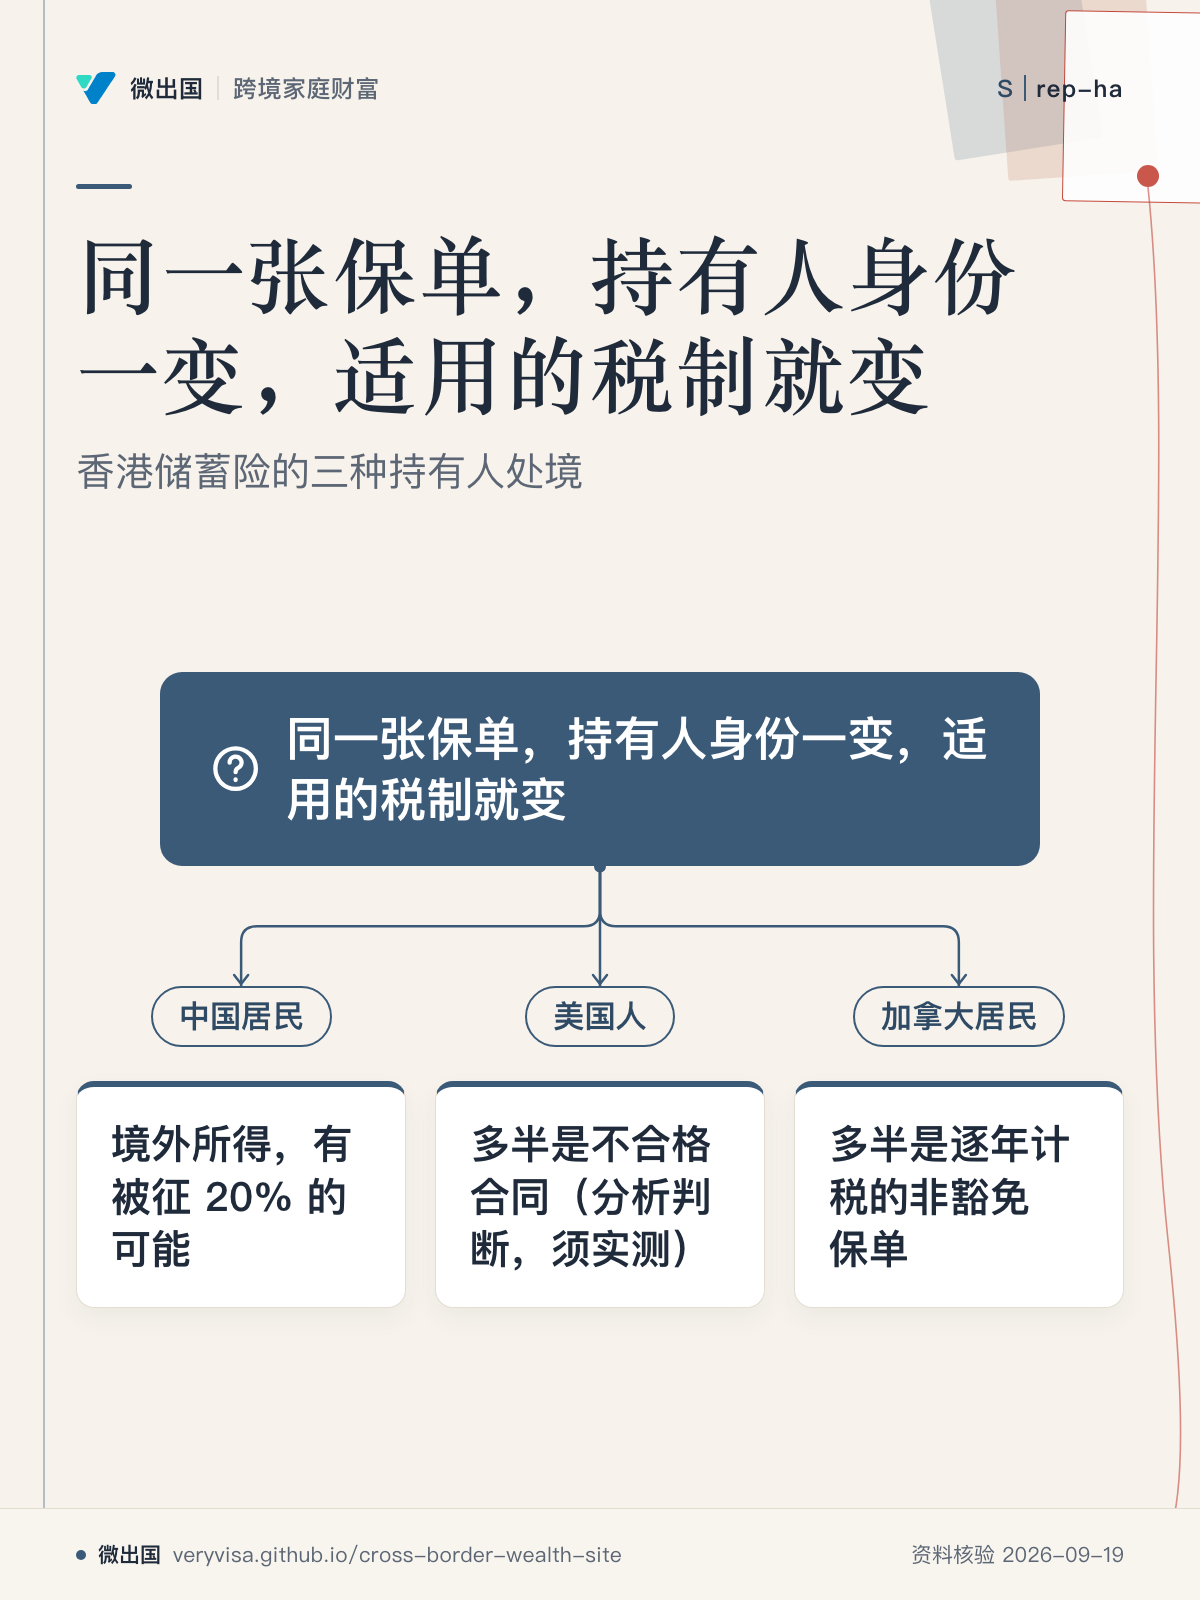 微出国 跨境家庭财富
S rep-ha
同一张保单，持有人身份
一变，适用的税制就变
香港储蓄险的三种持有人处境
同一张保单，持有人身份一变，适
用的税制就变
中国居民
美国人
加拿大居民
境外所得，有
被征 20% 的
可能
多半是不合格
合同（分析判
断，须实测）
多半是逐年计
税的非豁免
保单
微出国 veryvisa.github.io/cross-border-wealth-site
资料核验 2026-09-19